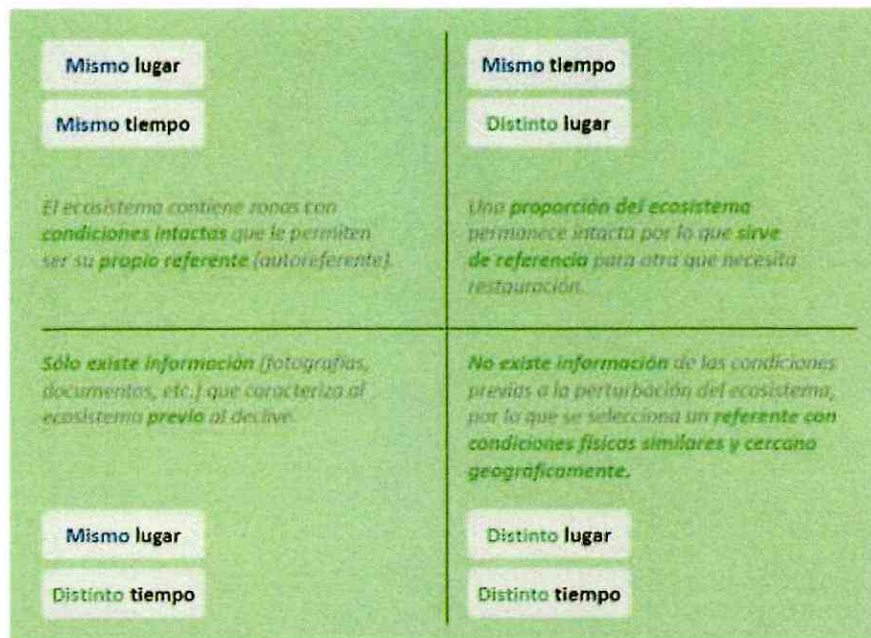 Mismo lugar
Mismo tiempo
El ecosistema contiene zonas con
condiciones intactas que le permiten
ser su propio referente (autoreferente).
Mismo tiempo
Distinto lugar
Una proporción del ecosistema
permanece intacta por lo que sirve
de referencia para otra que necesita
restauración.
Sólo existe información (fotografías,
documentos, etc.) que caracteriza al
ecosistema previo al declive.
Mismo lugar
Distinto tiempo
No existe información de las condiciones
previas a la perturbación del ecosistema,
por lo que se selecciona un referente con
condiciones físicas similares y cercano
geográficamente.
Distinto lugar
Distinto tiempo